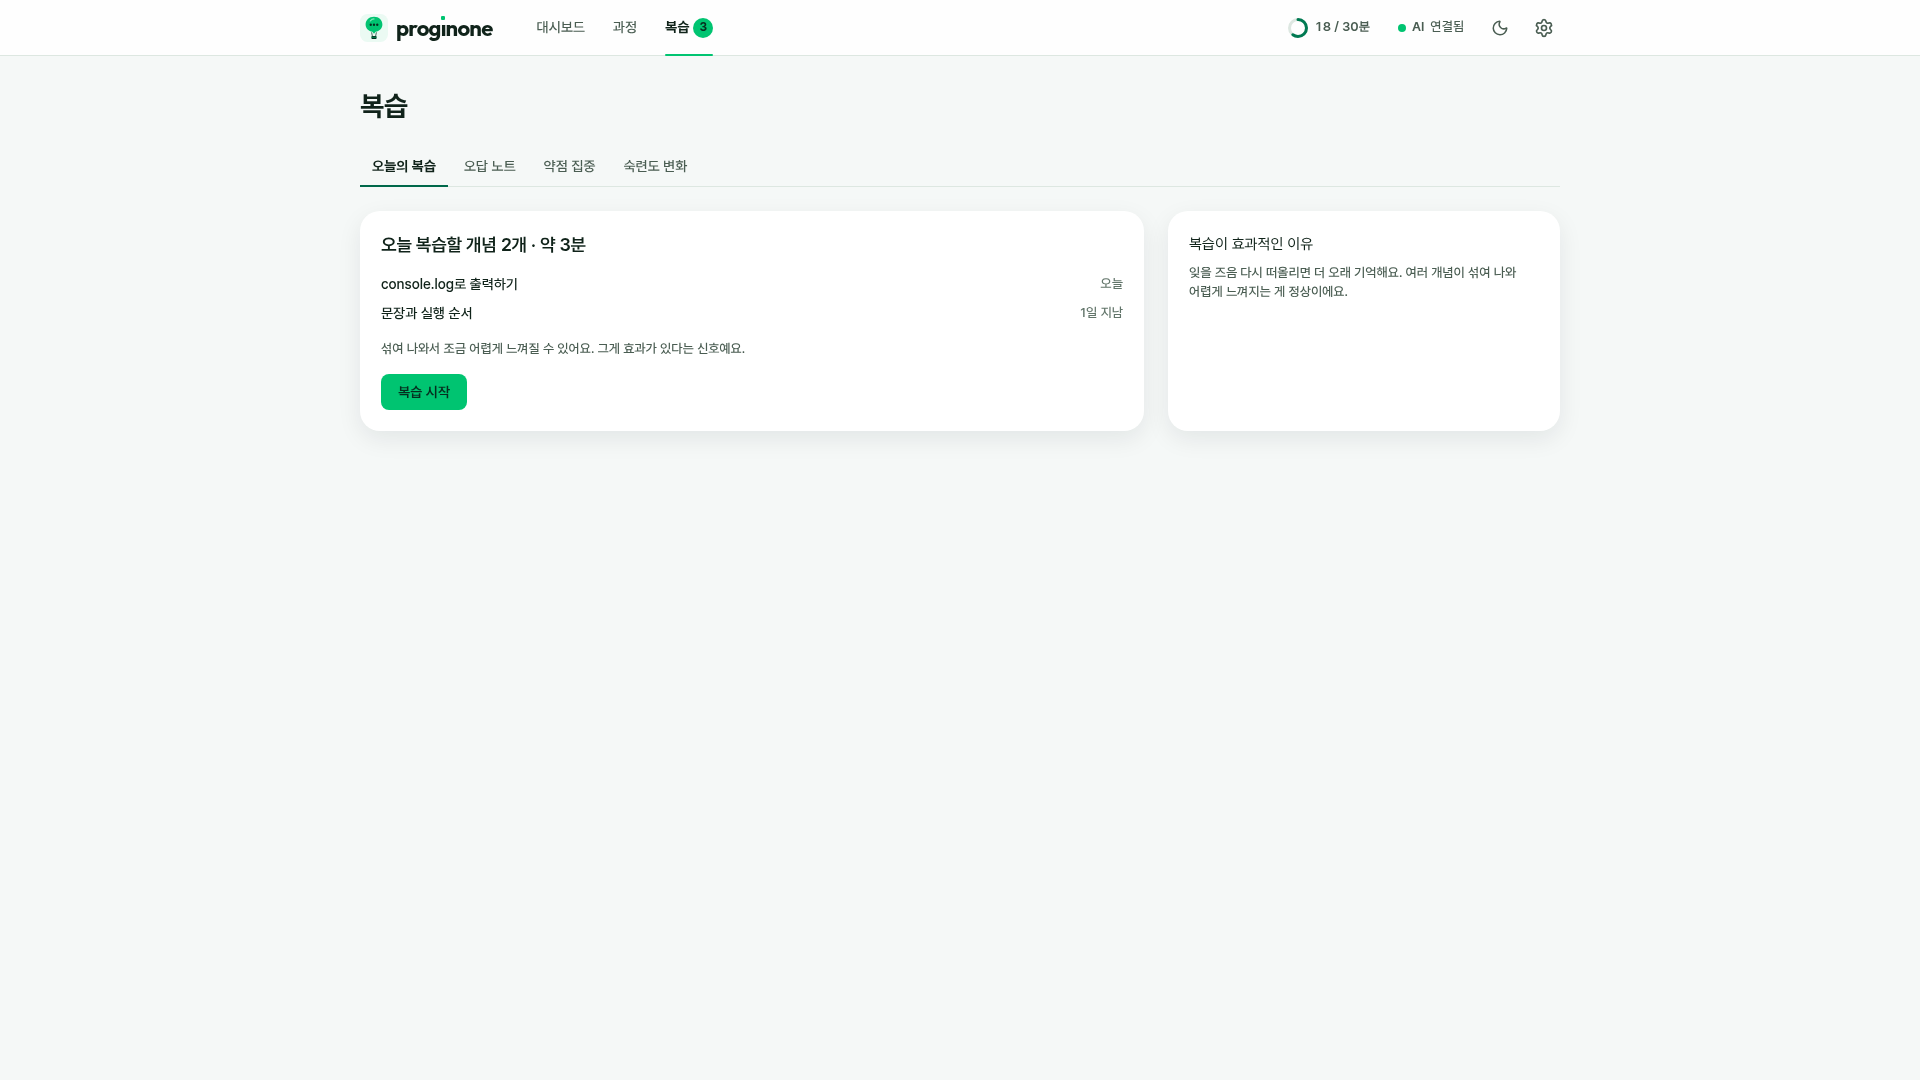 proginone
대시보드
과정
복습 3
18 / 30분
AI 연결됨
복습
오늘의 복습
오답 노트
약점 집중
숙련도 변화
오늘 복습할 개념 2개 · 약 3분
console.log로 출력하기
오늘
문장과 실행 순서
1일 지남
섞여 나와서 조금 어렵게 느껴질 수 있어요. 그게 효과가 있다는 신호예요.
복습 시작
복습이 효과적인 이유
잊을 즈음 다시 떠올리면 더 오래 기억해요. 여러 개념이 섞여 나와
어렵게 느껴지는 게 정상이에요.